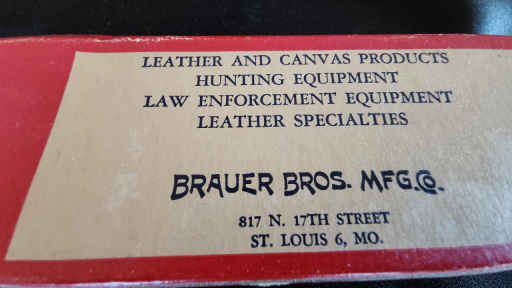 LEATHER AND CANVAS PRODUCTS
HUNTING EQUIPMENT
LAW ENFORCEMENT EQUIPMENT
LEATHER SPECIALTIES
BRAUER BROS. MFG. CO.
817 N. 17TH STREET
ST. LOUIS 6, MO.